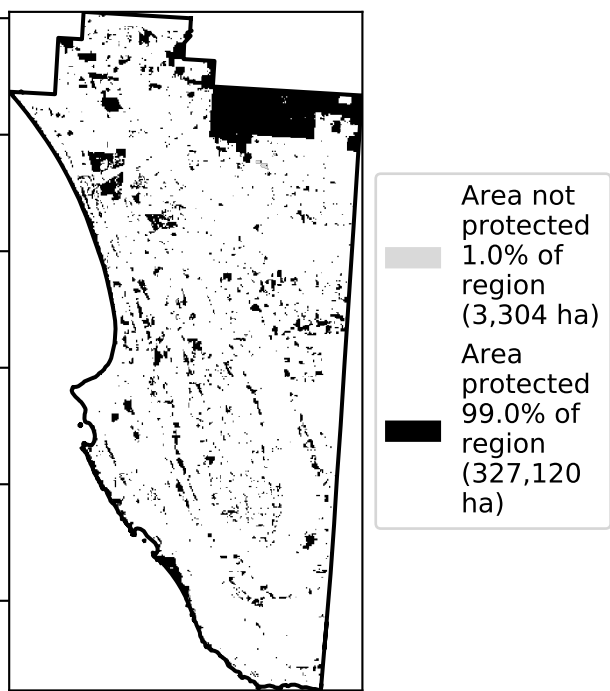 Area not
protected
1.0% of
region
(3,304 ha)
Area
protected
99.0% of
region
(327,120
ha)